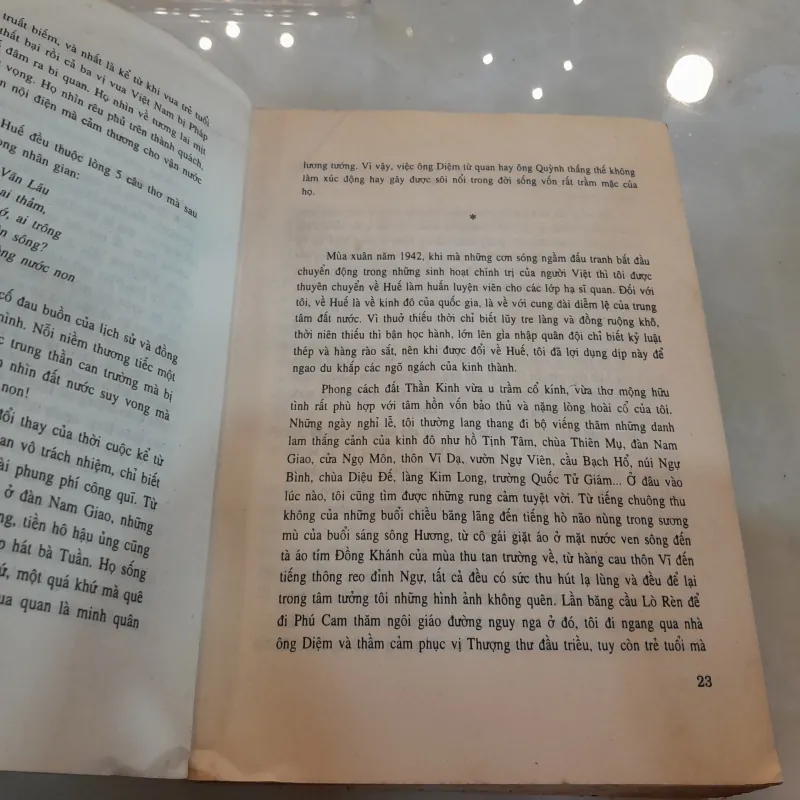 truất biếm, và nhất là kể từ khi vua trẻ tuổi
thất bại rồi cả ba vị vua Việt Nam bị Pháp
đâm ra bi quan. Họ nhìn về tương lai mịt
vọng. Họ nhìn rêu phủ trên thành quách,
nội điện mà cảm thương cho vận nước
Huế đều thuộc lòng 5 câu thơ mà sau
ong nhân gian:
Vân Lâu
ai thảm,
ớ, ai trông
n sông?
ng nước non
cố đau buồn của lịch sử và đồng
mình. Nỗi niềm thương tiếc một
c trung thần can trường mà bị
nhìn đất nước suy vong mà
non!
đổi thay của thời cuộc kể từ
an vô trách nhiệm, chỉ biết
ài phung phí công quĩ. Từ
ở đàn Nam Giao, những
ng, tiền hô hậu ủng cũng
p hát bà Tuần. Họ sống
ứ, một quá khứ mà quê
ua quan là minh quân
lương tướng. Vì vậy, việc ông Diệm từ quan hay ông Quỳnh thắng thế không
làm xúc động hay gây được sôi nổi trong đời sống vốn rất trầm mặc của
họ.
*
Mùa xuân năm 1942, khi mà những cơn sóng ngầm đấu tranh bắt đầu
chuyển động trong những sinh hoạt chính trị của người Việt thì tôi được
thuyên chuyển về Huế làm huấn luyện viên cho các lớp hạ sĩ quan. Đối với
tôi, về Huế là về kinh đô của quốc gia, là về với cung đài diễm lệ của trung
tâm đất nước. Vì thuở thiếu thời chỉ biết lũy tre làng và đồng ruộng khô,
thời niên thiếu thì bận học hành, lớn lên gia nhập quân đội chỉ biết kỷ luật
thép và hàng rào sắt, nên khi được đổi về Huế, tôi đã lợi dụng dịp này để
ngao du khắp các ngõ ngách của kinh thành.
Phong cách đất Thần Kinh vừa u trầm cổ kính, vừa thơ mộng hữu
tình rất phù hợp với tâm hồn vốn bảo thủ và nặng lòng hoài cổ của tôi.
Những ngày nghỉ lễ, tôi thường lang thang đi bộ viếng thăm những danh
lam thắng cảnh của kinh đô như hồ Tịnh Tâm, chùa Thiên Mụ, đàn Nam
Giao, cửa Ngọ Môn, thôn Vĩ Dạ, vườn Ngự Viên, cầu Bạch Hổ, núi Ngự
Bình, chùa Diệu Đế, làng Kim Long, trường Quốc Tử Giám... Ở đâu vào
lúc nào, tôi cũng tìm được những rung cảm tuyệt vời. Từ tiếng chuông thu
không của những buổi chiều bãng lãng đến tiếng hò não nùng trong sương
mù của buổi sáng sông Hương, từ cô gái giặt áo ở mặt nước ven sông đến
tà áo tím Đồng Khánh của mùa thu tan trường về, từ hàng cau thôn Vĩ đến
tiếng thông reo đỉnh Ngự, tất cả đều có sức thu hút lạ lùng và đều để lại
trong tâm tưởng tôi những hình ảnh không quên. Lần băng cầu Lò Rèn để
đi Phú Cam thăm ngôi giáo đường nguy nga ở đó, tôi đi ngang qua nhà
ông Diệm và thầm cảm phục vị Thượng thư đầu triều, tuy còn trẻ tuổi mà
23